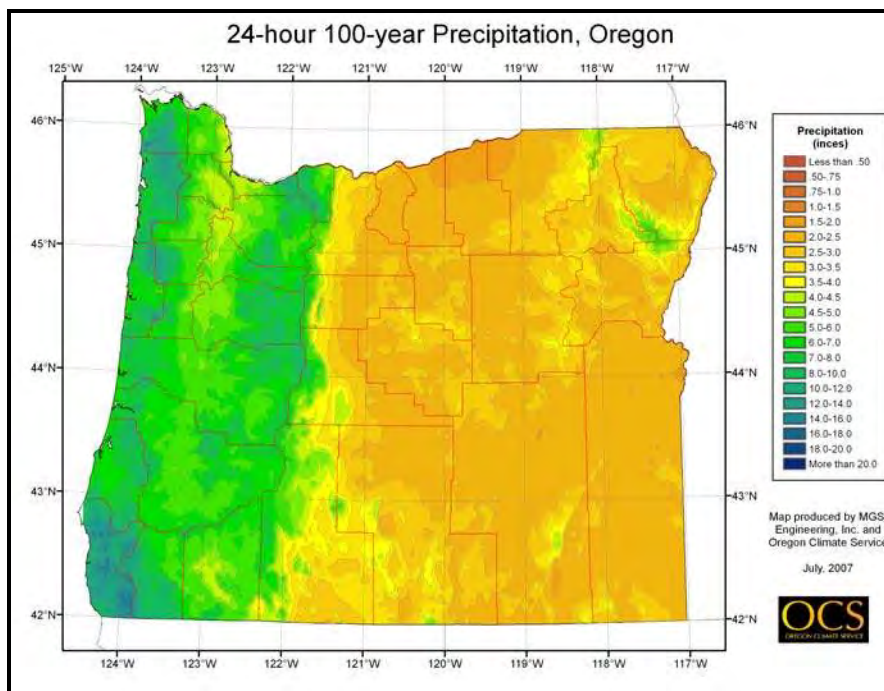 24-hour 100-year Precipitation, Oregon
125°W 124°W 123°W 122°W 121°W 120°W 119°W 118°W 117°W
46°N 46°N
45°N 45°N
44°N 44°N
43°N 43°N
42°N 42°N
124°W 123°W 122°W 121°W 120°W 119°W 118°W 117°W
Precipitation
(inces)
Less than .50
.50-.75
.75-1.0
1.0-1.5
1.5-2.0
2.0-2.5
2.5-3.0
3.0-3.5
3.5-4.0
4.0-4.5
4.5-5.0
5.0-6.0
6.0-7.0
7.0-8.0
8.0-10.0
10.0-12.0
12.0-14.0
14.0-16.0
16.0-18.0
18.0-20.0
More than 20.0
Map produced by MGS
Engineering, Inc. and
Oregon Climate Service
July, 2007
OCS
OREGON CLIMATE SERVICE